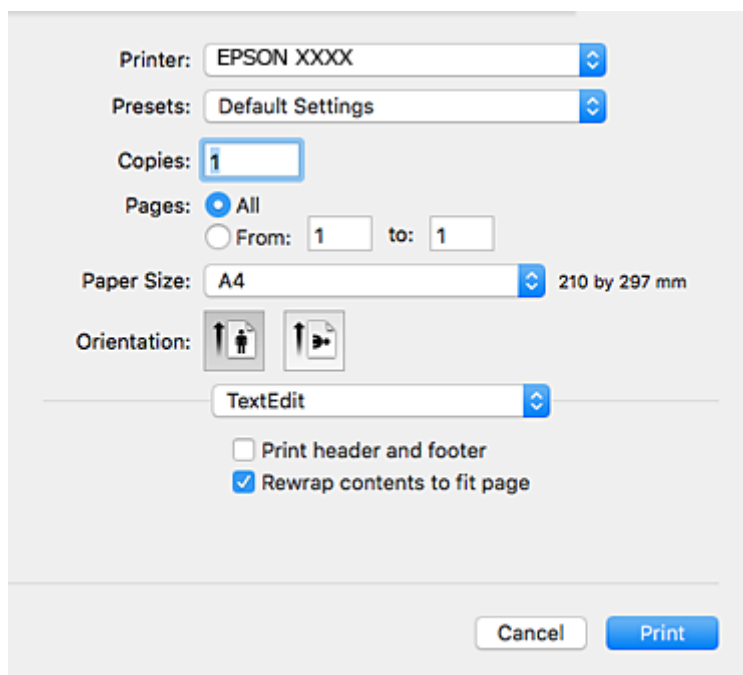 Printer: EPSON XXXX
Presets: Default Settings
Copies: 1
Pages: All
From: 1 to: 1
Paper Size: A4 210 by 297 mm
Orientation:
TextEdit
Print header and footer
Rewrap contents to fit page
Cancel Print